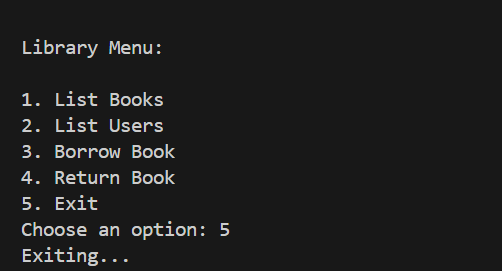 Library Menu:
1. List Books
2. List Users
3. Borrow Book
4. Return Book
5. Exit
Choose an option: 5
Exiting...